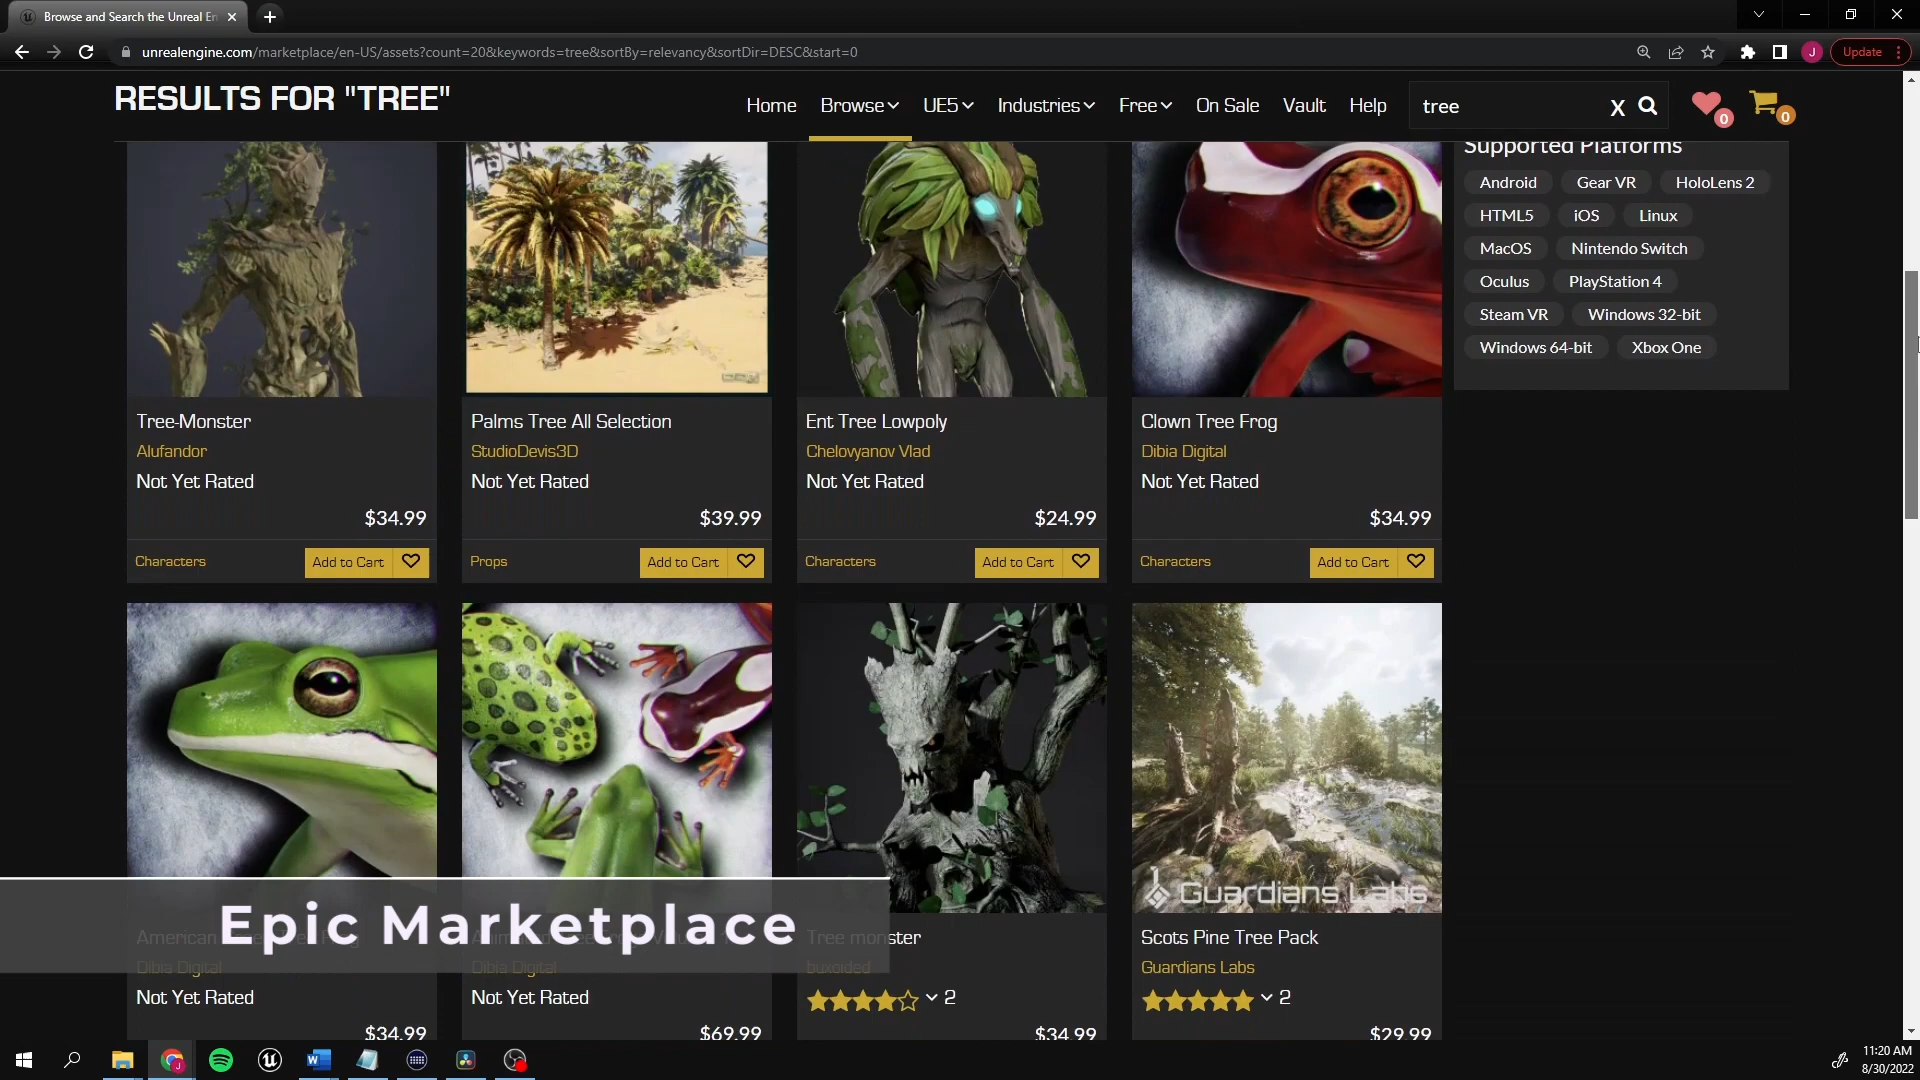 Browse and Search the Unreal En
unrealengine.com/marketplace/en-US/assets?count=20&keywords=tree&sortBy=relevancy&sortDir=DESC&start=0
J
Update
RESULTS FOR "TREE"
Home
Browse
UE5
Industries
Free
On Sale
Vault
Help
tree
X
0
0
Supported Platforms
Android
Gear VR
HoloLens 2
HTML5
iOS
Linux
MacOS
Nintendo Switch
Oculus
PlayStation 4
Steam VR
Windows 32-bit
Windows 64-bit
Xbox One
Tree-Monster
Alufandor
Not Yet Rated
$34.99
Characters
Add to Cart
Palms Tree All Selection
StudioDevis3D
Not Yet Rated
$39.99
Props
Add to Cart
Ent Tree Lowpoly
Chelovyanov Vlad
Not Yet Rated
$24.99
Characters
Add to Cart
Clown Tree Frog
Dibia Digital
Not Yet Rated
$34.99
Characters
Add to Cart
American
Dibia Digital
Not Yet Rated
$34.99
Dibia Digital
Not Yet Rated
$69.99
Tree monster
buxoided
2
$34.99
Guardians Labs
Scots Pine Tree Pack
Guardians Labs
2
$29.99
Epic Marketplace
11:20 AM
8/30/2022